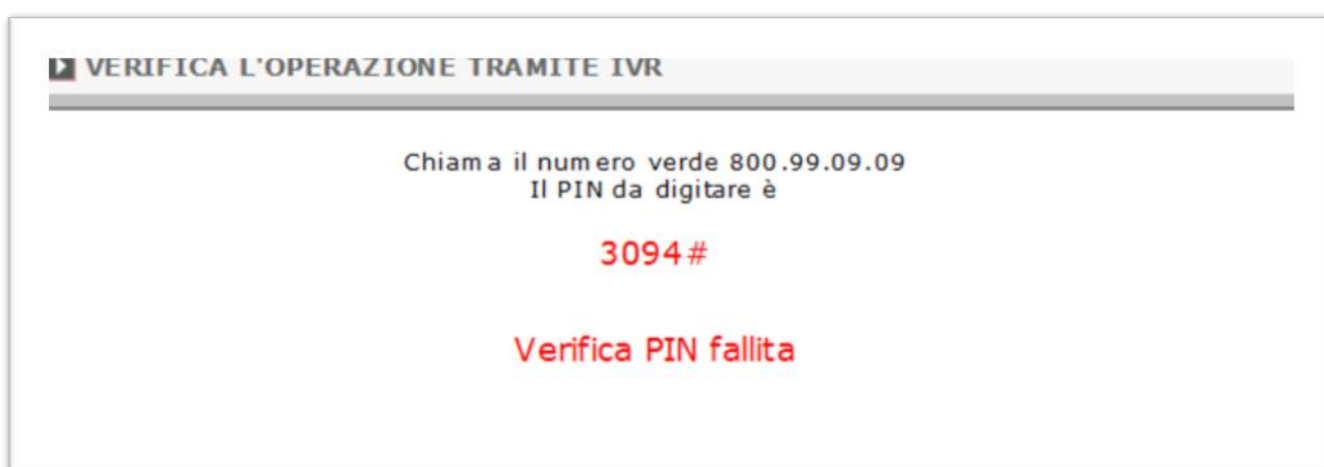 VERIFICA L'OPERAZIONE TRAMITE IVR
Chiama il numero verde 800.99.09.09
Il PIN da digitare è
3094#
Verifica PIN fallita